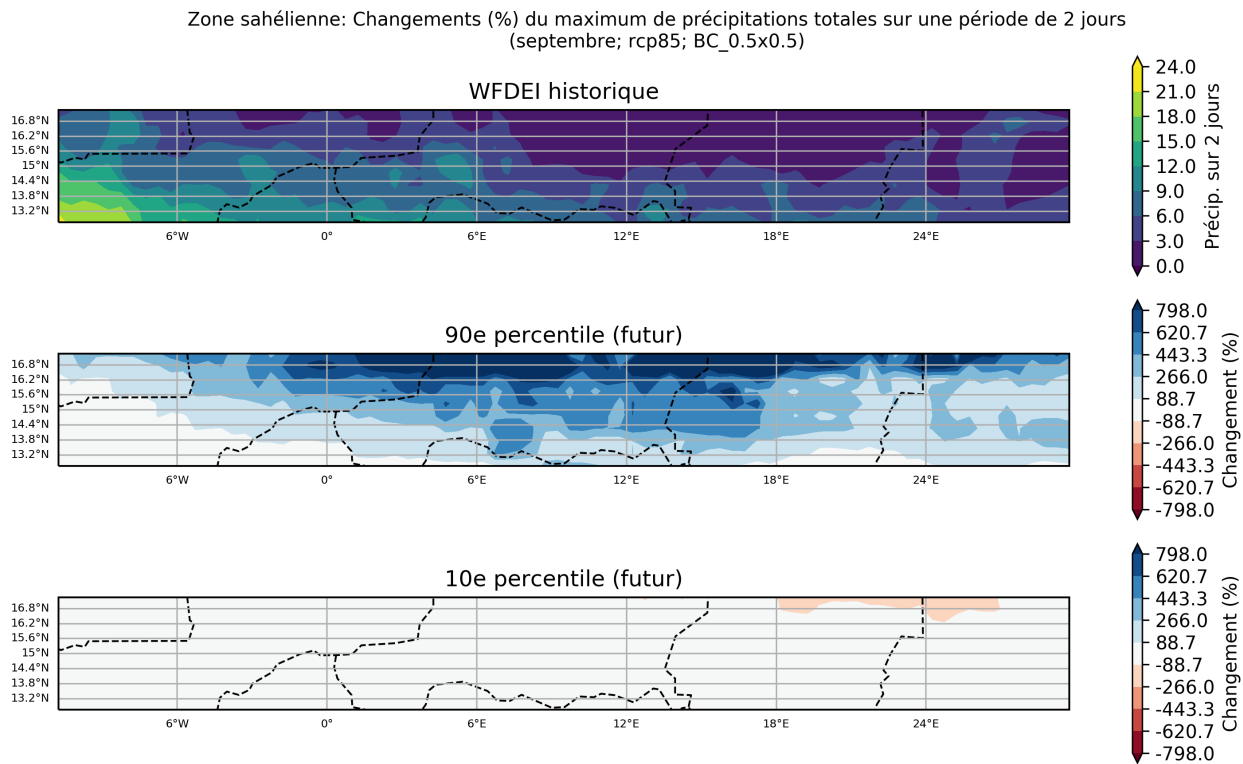 Zone sahélienne: Changements (%) du maximum de précipitations totales sur une période de 2 jours
(septembre; rcp85; BC_0.5x0.5)
WFDEI historique
16.8°N
16.2°N
15.6°N
15°N
14.4°N
13.8°N
13.2°N
6°W 0° 6°E 12°E 18°E 24°E
24.0
21.0
18.0
15.0
12.0
9.0
6.0
3.0
0.0
Précip. sur 2 jours
90e percentile (futur)
16.8°N
16.2°N
15.6°N
15°N
14.4°N
13.8°N
13.2°N
6°W 0° 6°E 12°E 18°E 24°E
798.0
620.7
443.3
266.0
88.7
-88.7
-266.0
-443.3
-620.7
-798.0
Changement (%)
10e percentile (futur)
16.8°N
16.2°N
15.6°N
15°N
14.4°N
13.8°N
13.2°N
6°W 0° 6°E 12°E 18°E 24°E
798.0
620.7
443.3
266.0
88.7
-88.7
-266.0
-443.3
-620.7
-798.0
Changement (%)